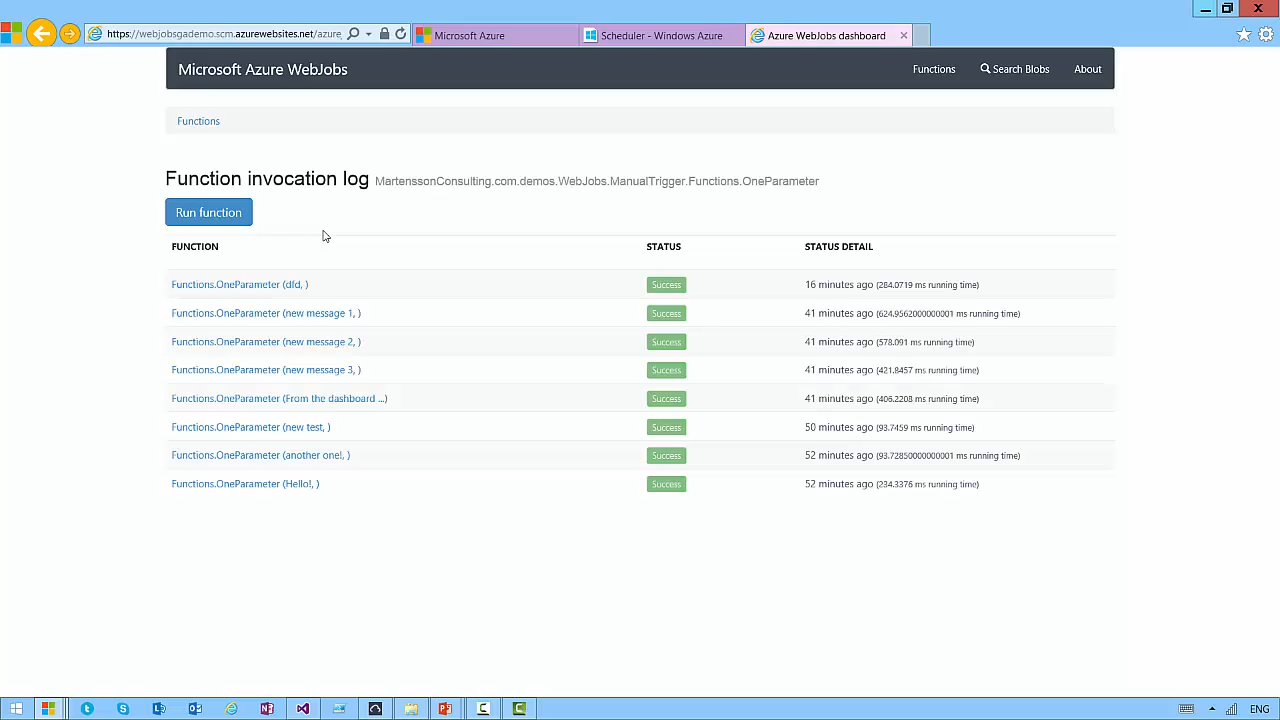 https://webjobsgademo.scm.azurewebsites.net/azure
Microsoft Azure
Scheduler - Windows Azure
Azure WebJobs dashboard
Microsoft Azure WebJobs
Functions
Search Blobs
About
Functions
Function invocation log MartenssonConsulting.com.demos.WebJobs.ManualTrigger.Functions.OneParameter
Run function
FUNCTION STATUS STATUS DETAIL
Functions.OneParameter (dfd, ) Success 16 minutes ago (284.0719 ms running time)
Functions.OneParameter (new message 1, ) Success 41 minutes ago (624.9562000000001 ms running time)
Functions.OneParameter (new message 2, ) Success 41 minutes ago (578.091 ms running time)
Functions.OneParameter (new message 3, ) Success 41 minutes ago (421.8457 ms running time)
Functions.OneParameter (From the dashboard ...) Success 41 minutes ago (406.2208 ms running time)
Functions.OneParameter (new test, ) Success 50 minutes ago (93.7459 ms running time)
Functions.OneParameter (another one!, ) Success 52 minutes ago (93.72850000000001 ms running time)
Functions.OneParameter (Hello!, ) Success 52 minutes ago (234.3376 ms running time)
ENG